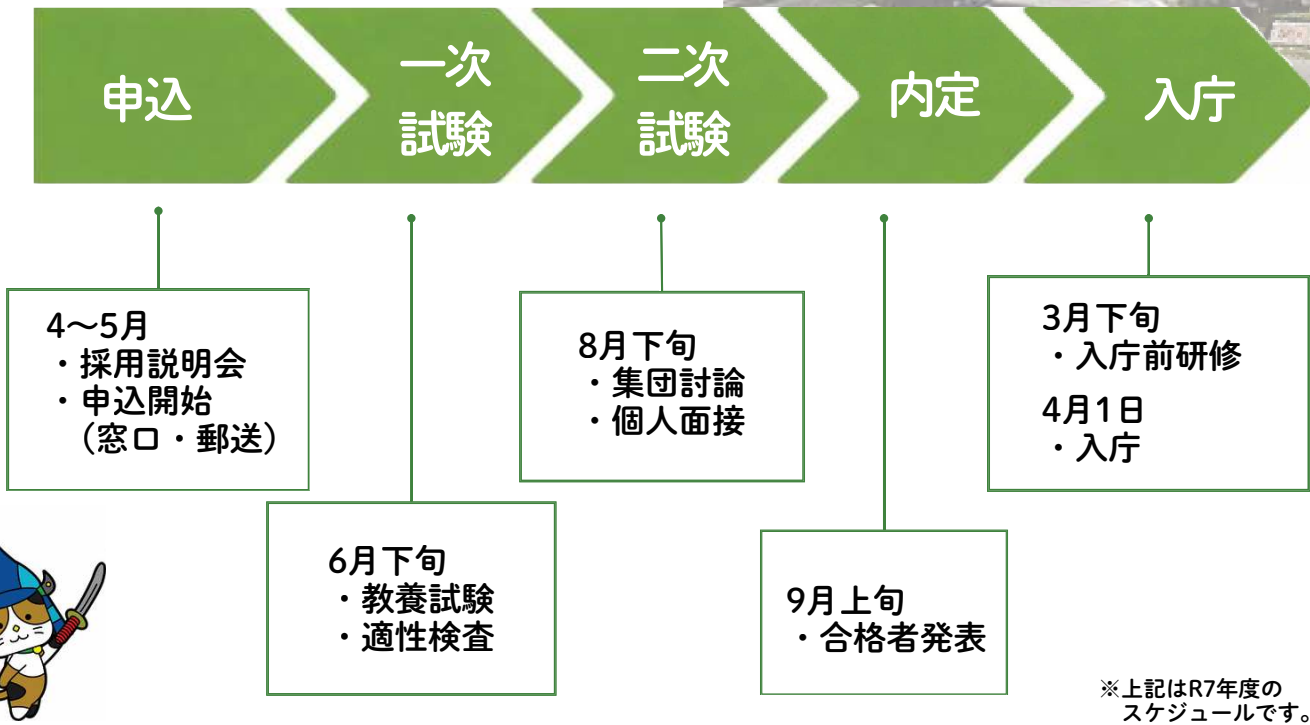 申込
一次
試験
二次
試験
内定
入庁
4～5月
・採用説明会
・申込開始
（窓口・郵送）
6月下旬
・教養試験
・適性検査
8月下旬
・集団討論
・個人面接
9月上旬
・合格者発表
3月下旬
・入庁前研修
4月1日
・入庁
※上記はR7年度の
スケジュールです。